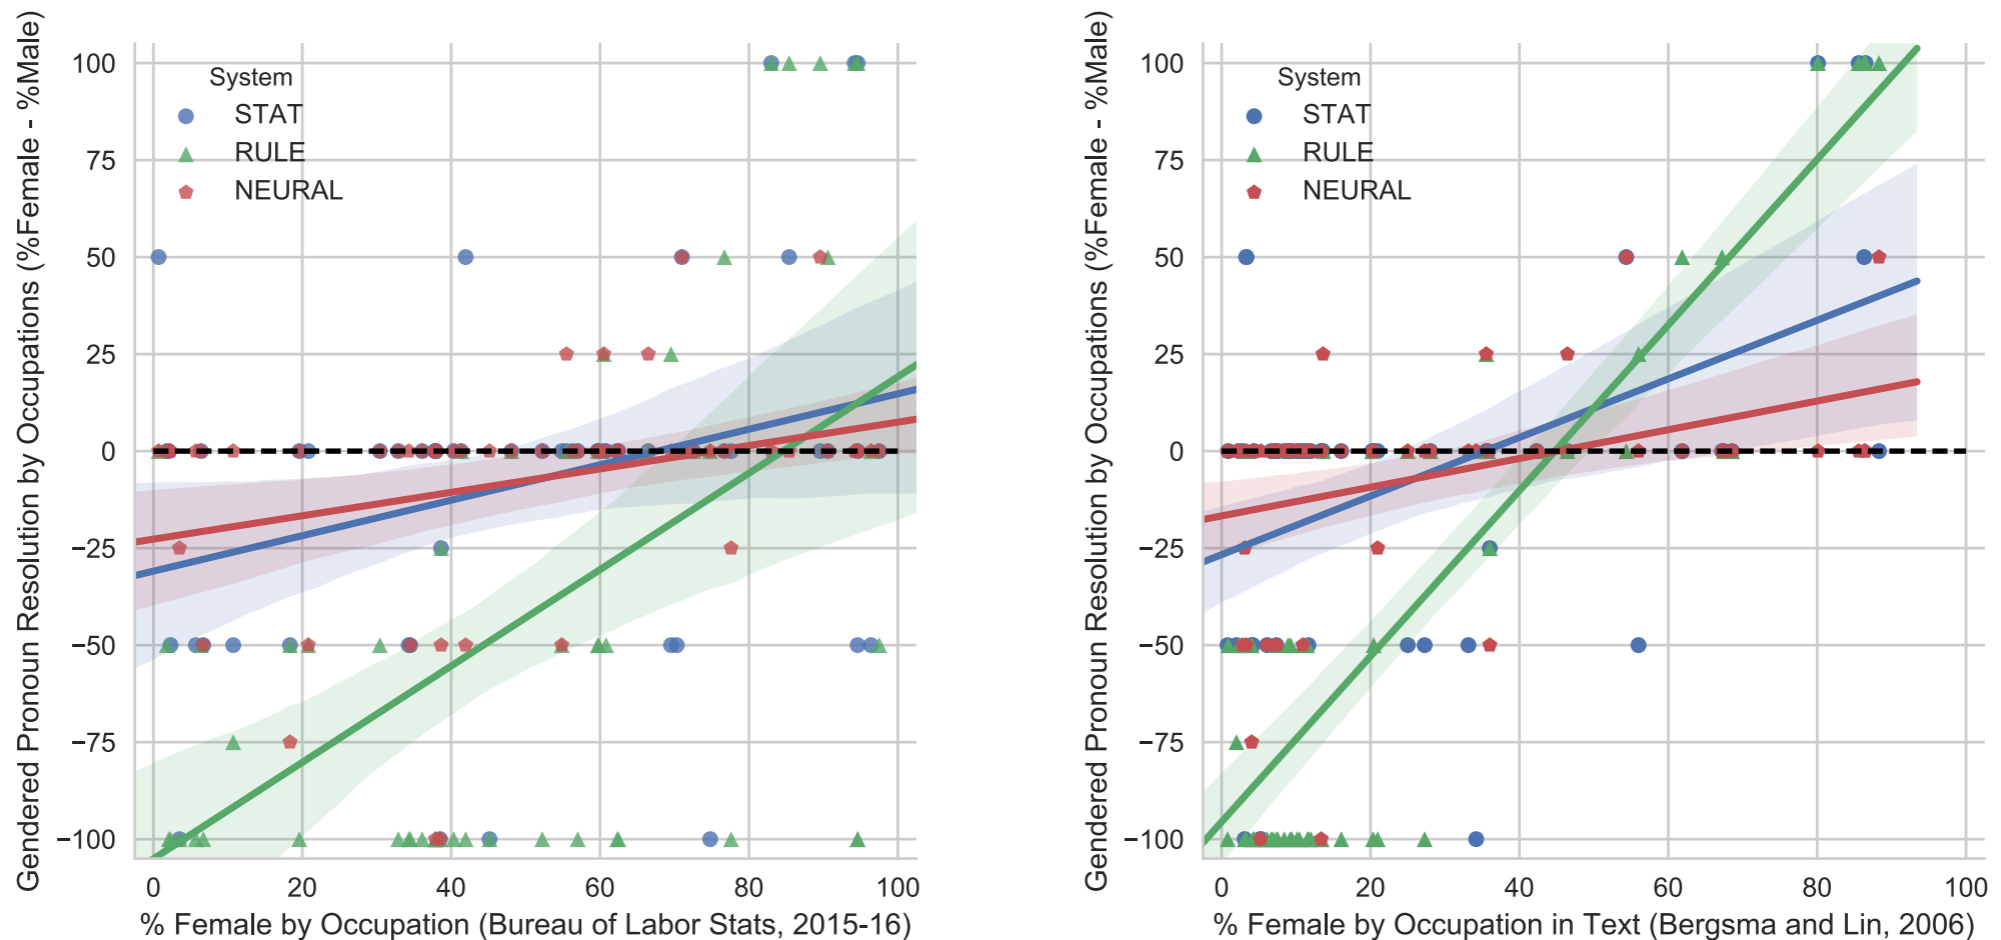 Gendered Pronoun Resolution by Occupations (%Female - %Male)
100
75
50
25
0
−25
−50
−75
−100
System
STAT
RULE
NEURAL
0 20 40 60 80 100
% Female by Occupation (Bureau of Labor Stats, 2015-16)
Gendered Pronoun Resolution by Occupations (%Female - %Male)
100
75
50
25
0
−25
−50
−75
−100
System
STAT
RULE
NEURAL
0 20 40 60 80 100
% Female by Occupation in Text (Bergsma and Lin, 2006)